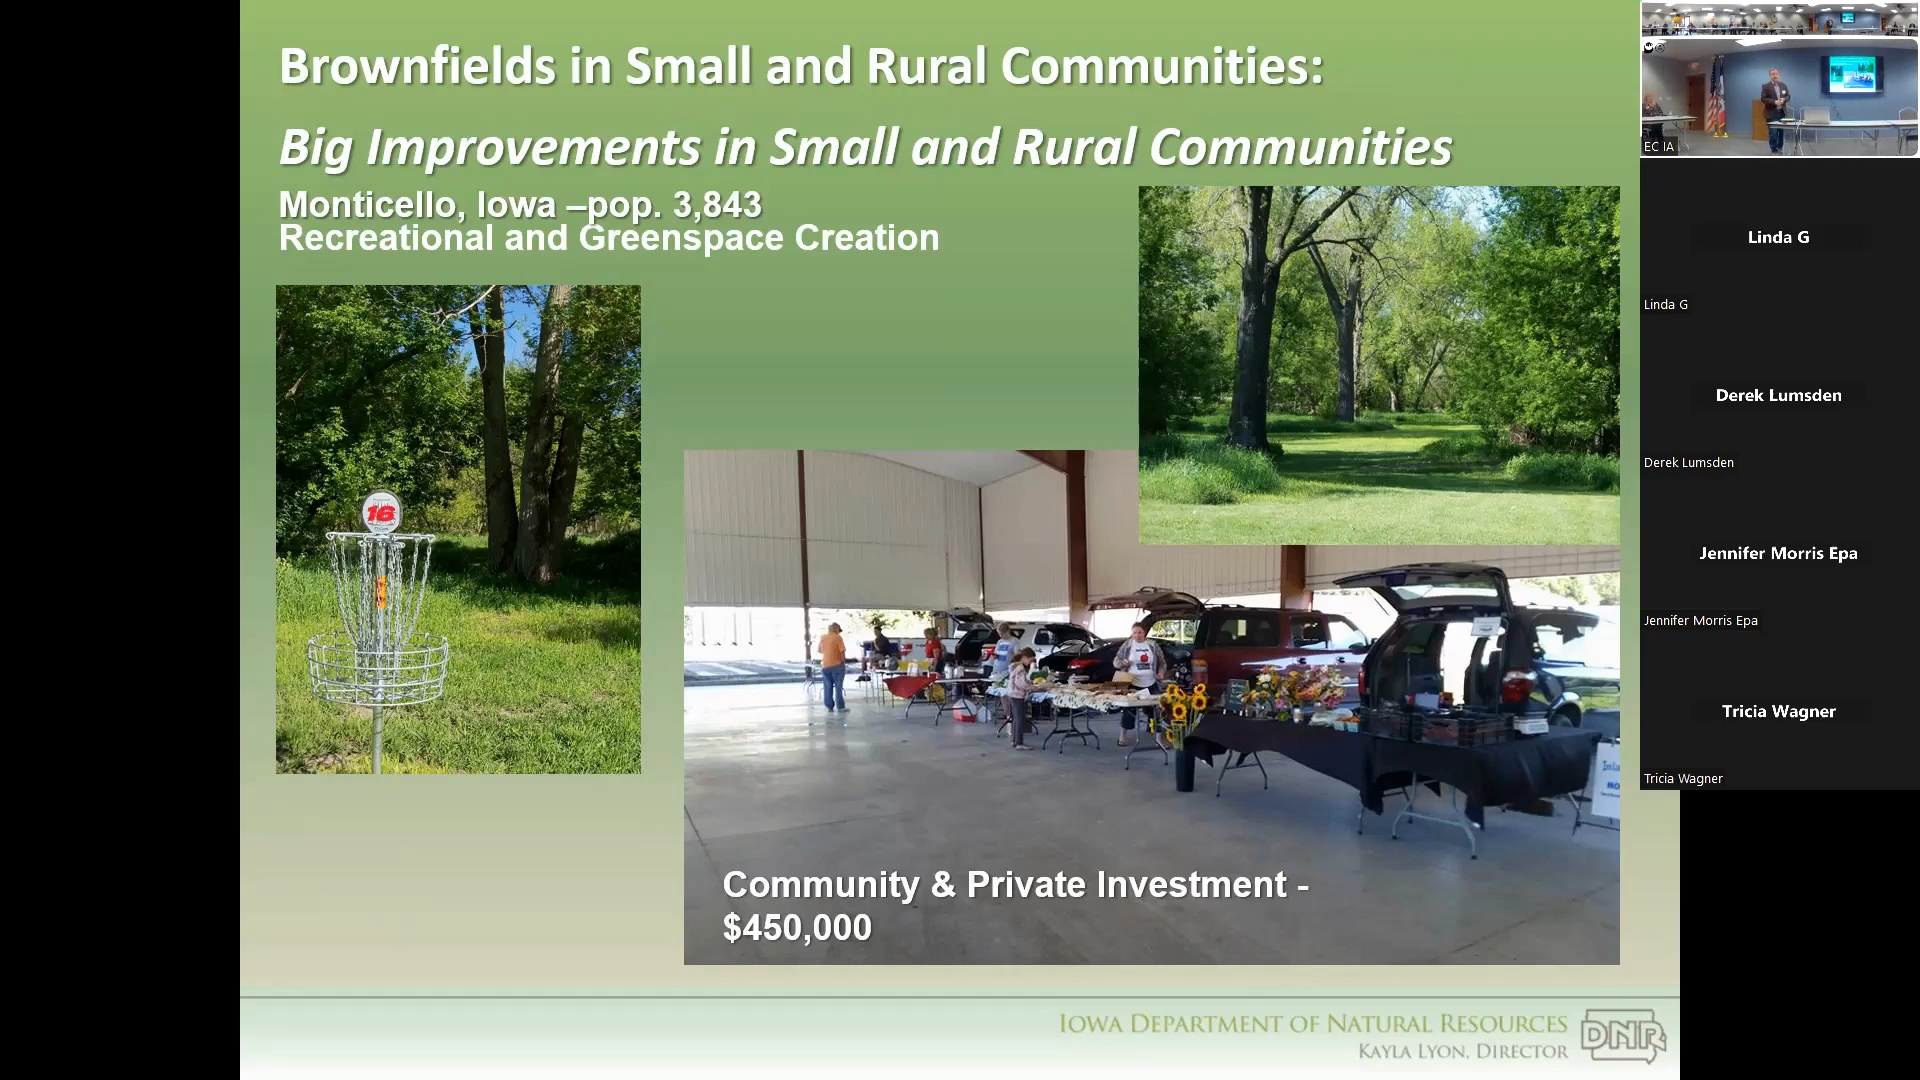 Brownfields in Small and Rural Communities:
Big Improvements in Small and Rural Communities
Monticello, Iowa –pop. 3,843
Recreational and Greenspace Creation
16
Community & Private Investment -
$450,000
IOWA DEPARTMENT OF NATURAL RESOURCES
KAYLA LYON, DIRECTOR
DNR
EC IA
Linda G
Linda G
Derek Lumsden
Derek Lumsden
Jennifer Morris Epa
Jennifer Morris Epa
Tricia Wagner
Tricia Wagner